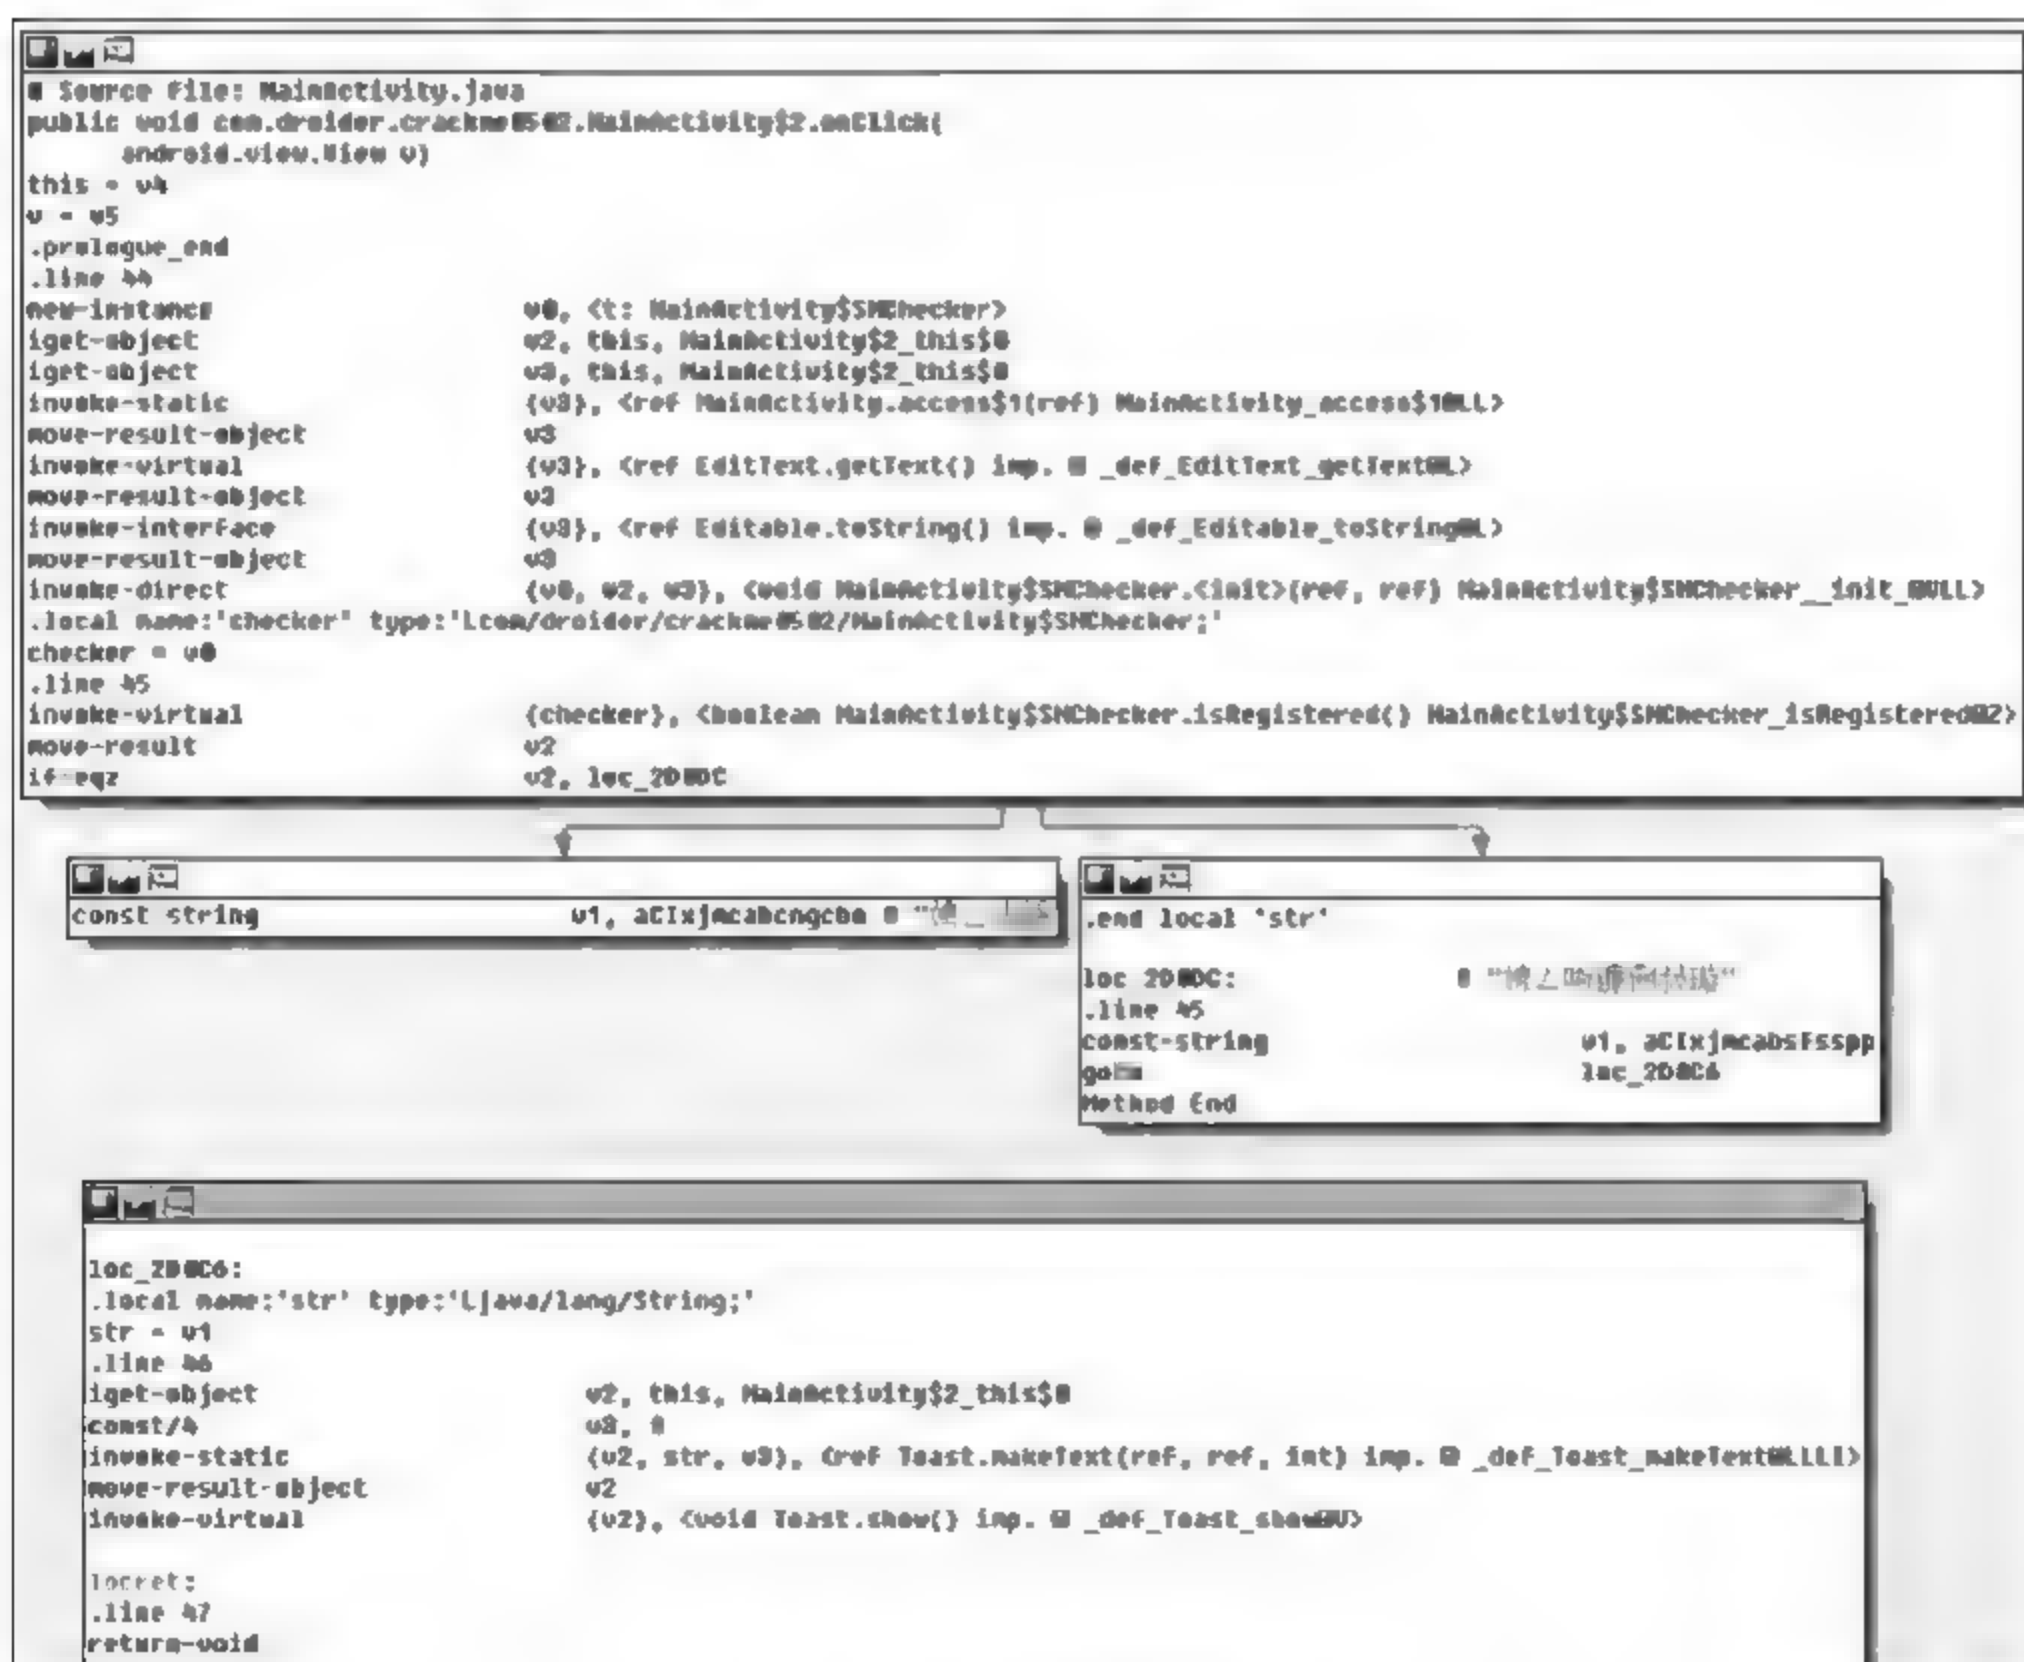 # Source File: MainActivity.java
public void com.droider.crackme0502.MainActivity$2.onClick(
android.view.View v)
this = v4
v = v5
.prologue_end
.line 44
new-instance v0, <t: MainActivity$SNChecker>
iget-object v2, this, MainActivity$2_this$0
iget-object v3, this, MainActivity$2_this$0
invoke-static {v3}, <ref MainActivity.access$1(ref) MainActivity_access$1@LL>
move-result-object v3
invoke-virtual {v3}, <ref EditText.getText() imp. @ _def_EditText_getText@L>
move-result-object v3
invoke-interface {v3}, <ref Editable.toString() imp. @ _def_Editable_toString@L>
move-result-object v3
invoke-direct {v0, v2, v3}, <void MainActivity$SNChecker.<init>(ref, ref) MainActivity$SNChecker__init_@VLL>
.local name:'checker' type:'Lcom/droider/crackme0502/MainActivity$SNChecker;'
checker = v0
.line 45
invoke-virtual {checker}, <boolean MainActivity$SNChecker.isRegistered() MainActivity$SNChecker_isRegistered@Z>
move-result v2
if-eqz v2, loc_2D0DC
const-string v1,
.end local 'str'
loc_2D0DC: #
.line 45
const-string v1,
goto loc_2D0C6
Method End
loc_2D0C6:
.local name:'str' type:'Ljava/lang/String;'
str = v1
.line 46
iget-object v2, this, MainActivity$2_this$0
const/4 v3, 0
invoke-static {v2, str, v3}, <ref Toast.makeText(ref, ref, int) imp. @ _def_Toast_makeText@LLLI>
move-result-object v2
invoke-virtual {v2}, <void Toast.show() imp. @ _def_Toast_show@V>
locret:
.line 47
return-void